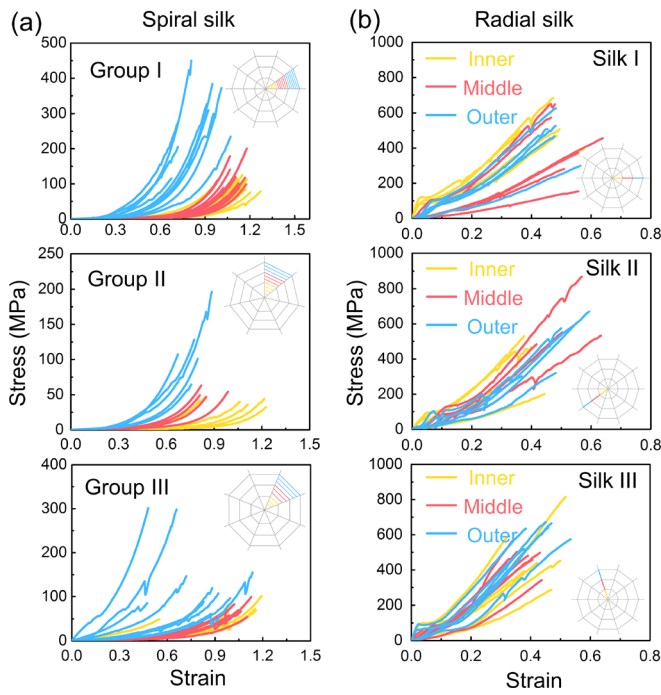 (a)
Spiral silk
(b)
Radial silk
500
400
300
200
100
0
Group I
0.0
0.3
0.6
0.9
1.2
1.5
1000
800
600
400
200
0
Inner
Middle
Outer
Silk I
0.0
0.2
0.4
0.6
0.8
Stress (MPa)
250
200
150
100
50
0
Group II
0.0
0.3
0.6
0.9
1.2
1.5
Stress (MPa)
1000
800
600
400
200
0
Inner
Middle
Outer
Silk II
0.0
0.2
0.4
0.6
0.8
400
300
200
100
0
Group III
0.0
0.3
0.6
0.9
1.2
1.5
Strain
1000
800
600
400
200
0
Inner
Middle
Outer
Silk III
0.0
0.2
0.4
0.6
0.8
Strain